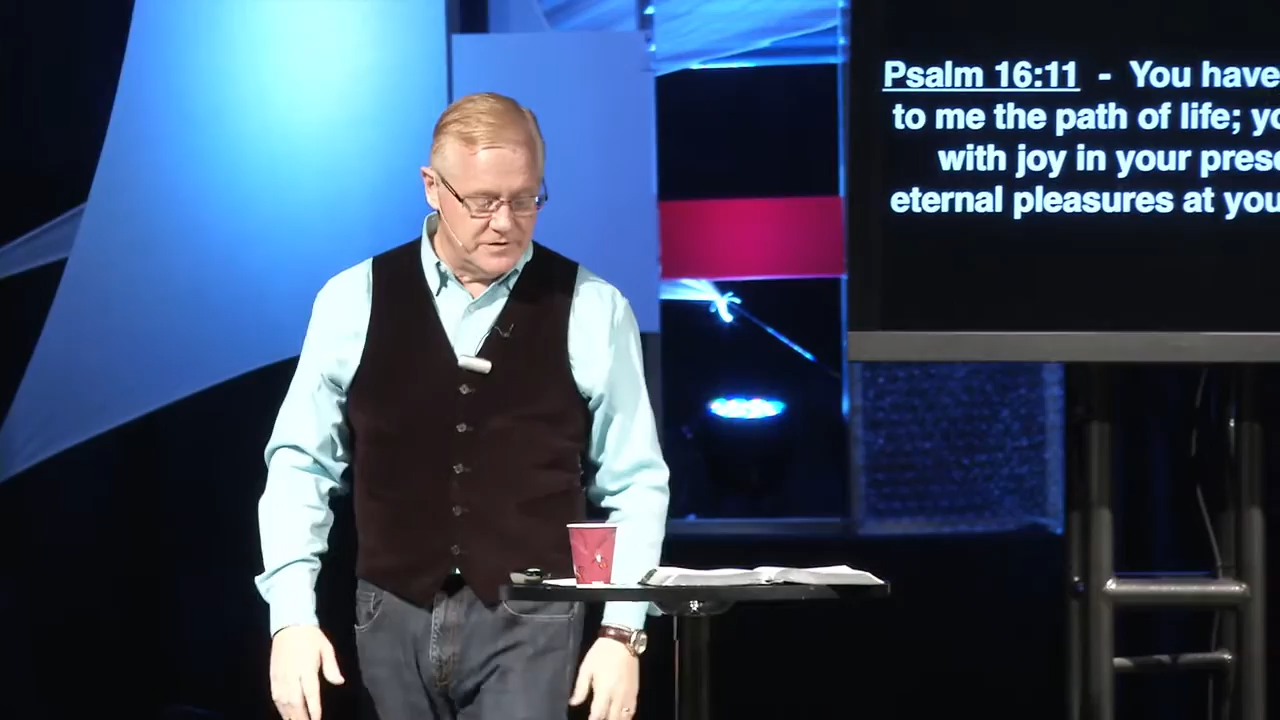 Psalm 16:11 - You have
to me the path of life; yo
with joy in your prese
eternal pleasures at you